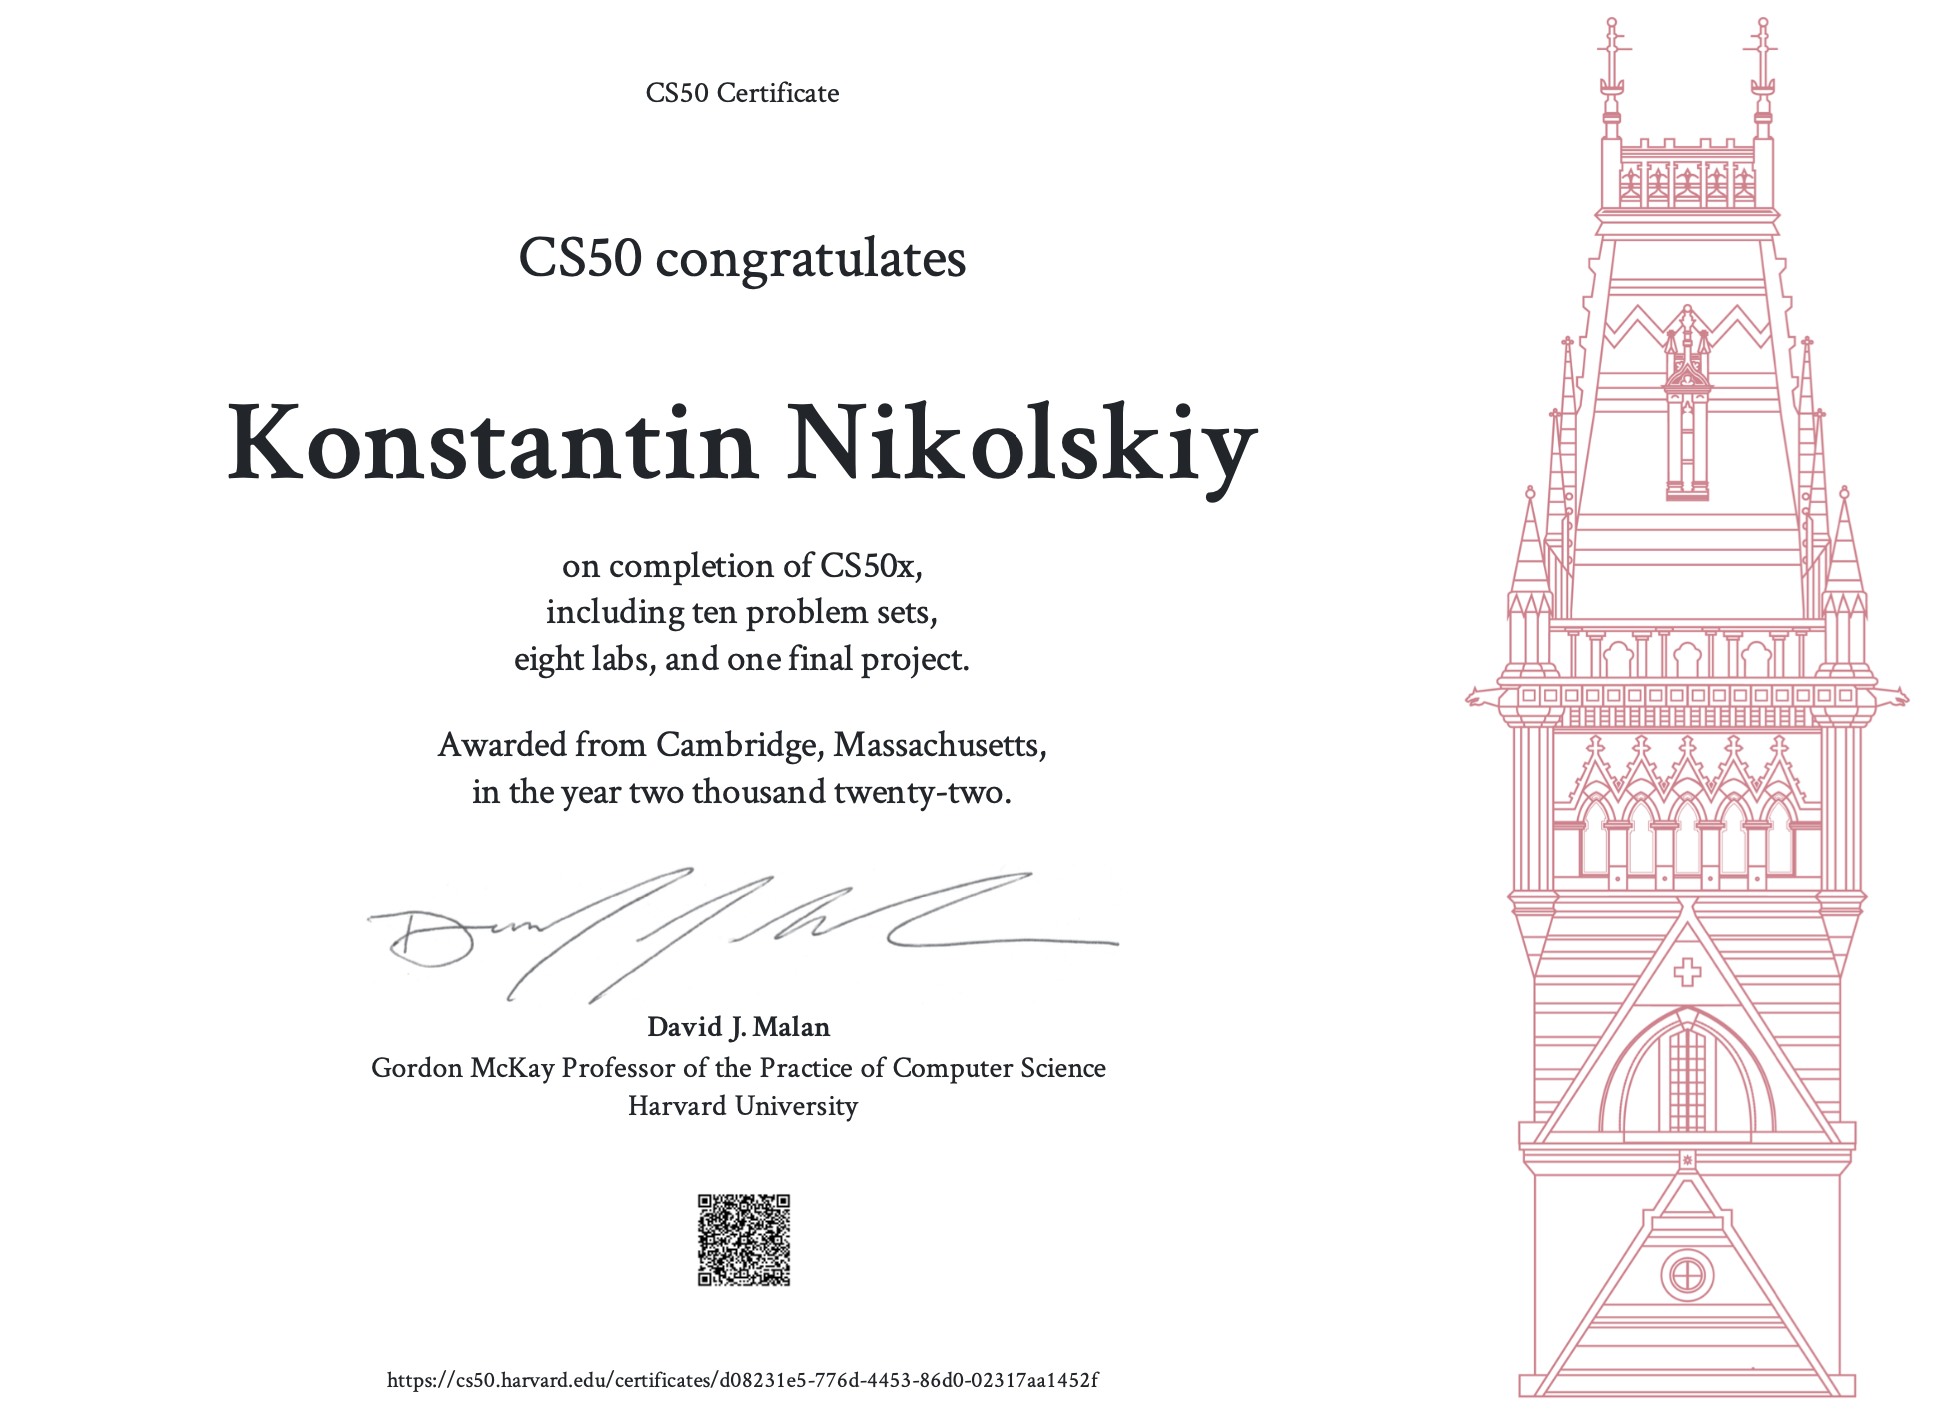 CS50 Certificate
CS50 congratulates
Konstantin Nikolskiy
on completion of CS50x,
including ten problem sets,
eight labs, and one final project.
Awarded from Cambridge, Massachusetts,
in the year two thousand twenty-two.
David J. Malan
Gordon McKay Professor of the Practice of Computer Science
Harvard University
https://cs50.harvard.edu/certificates/d08231e5-776d-4453-86d0-02317aa1452f